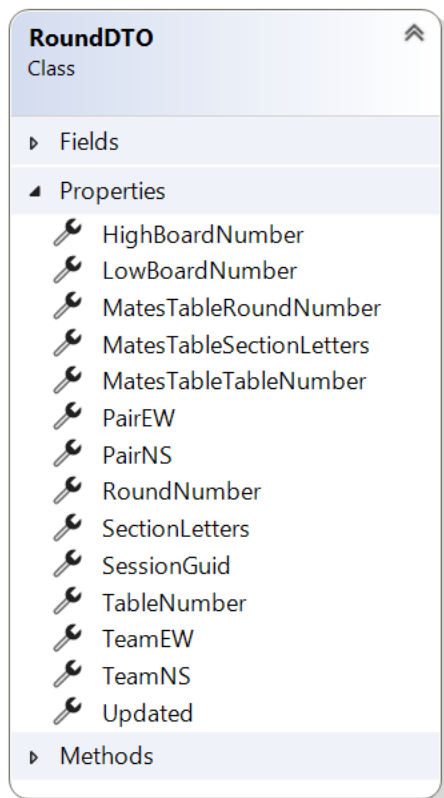 RoundDTO
Class
Fields
Properties
HighBoardNumber
LowBoardNumber
MatesTableRoundNumber
MatesTableSectionLetters
MatesTableTableNumber
PairEW
PairNS
RoundNumber
SectionLetters
SessionGuid
TableNumber
TeamEW
TeamNS
Updated
Methods